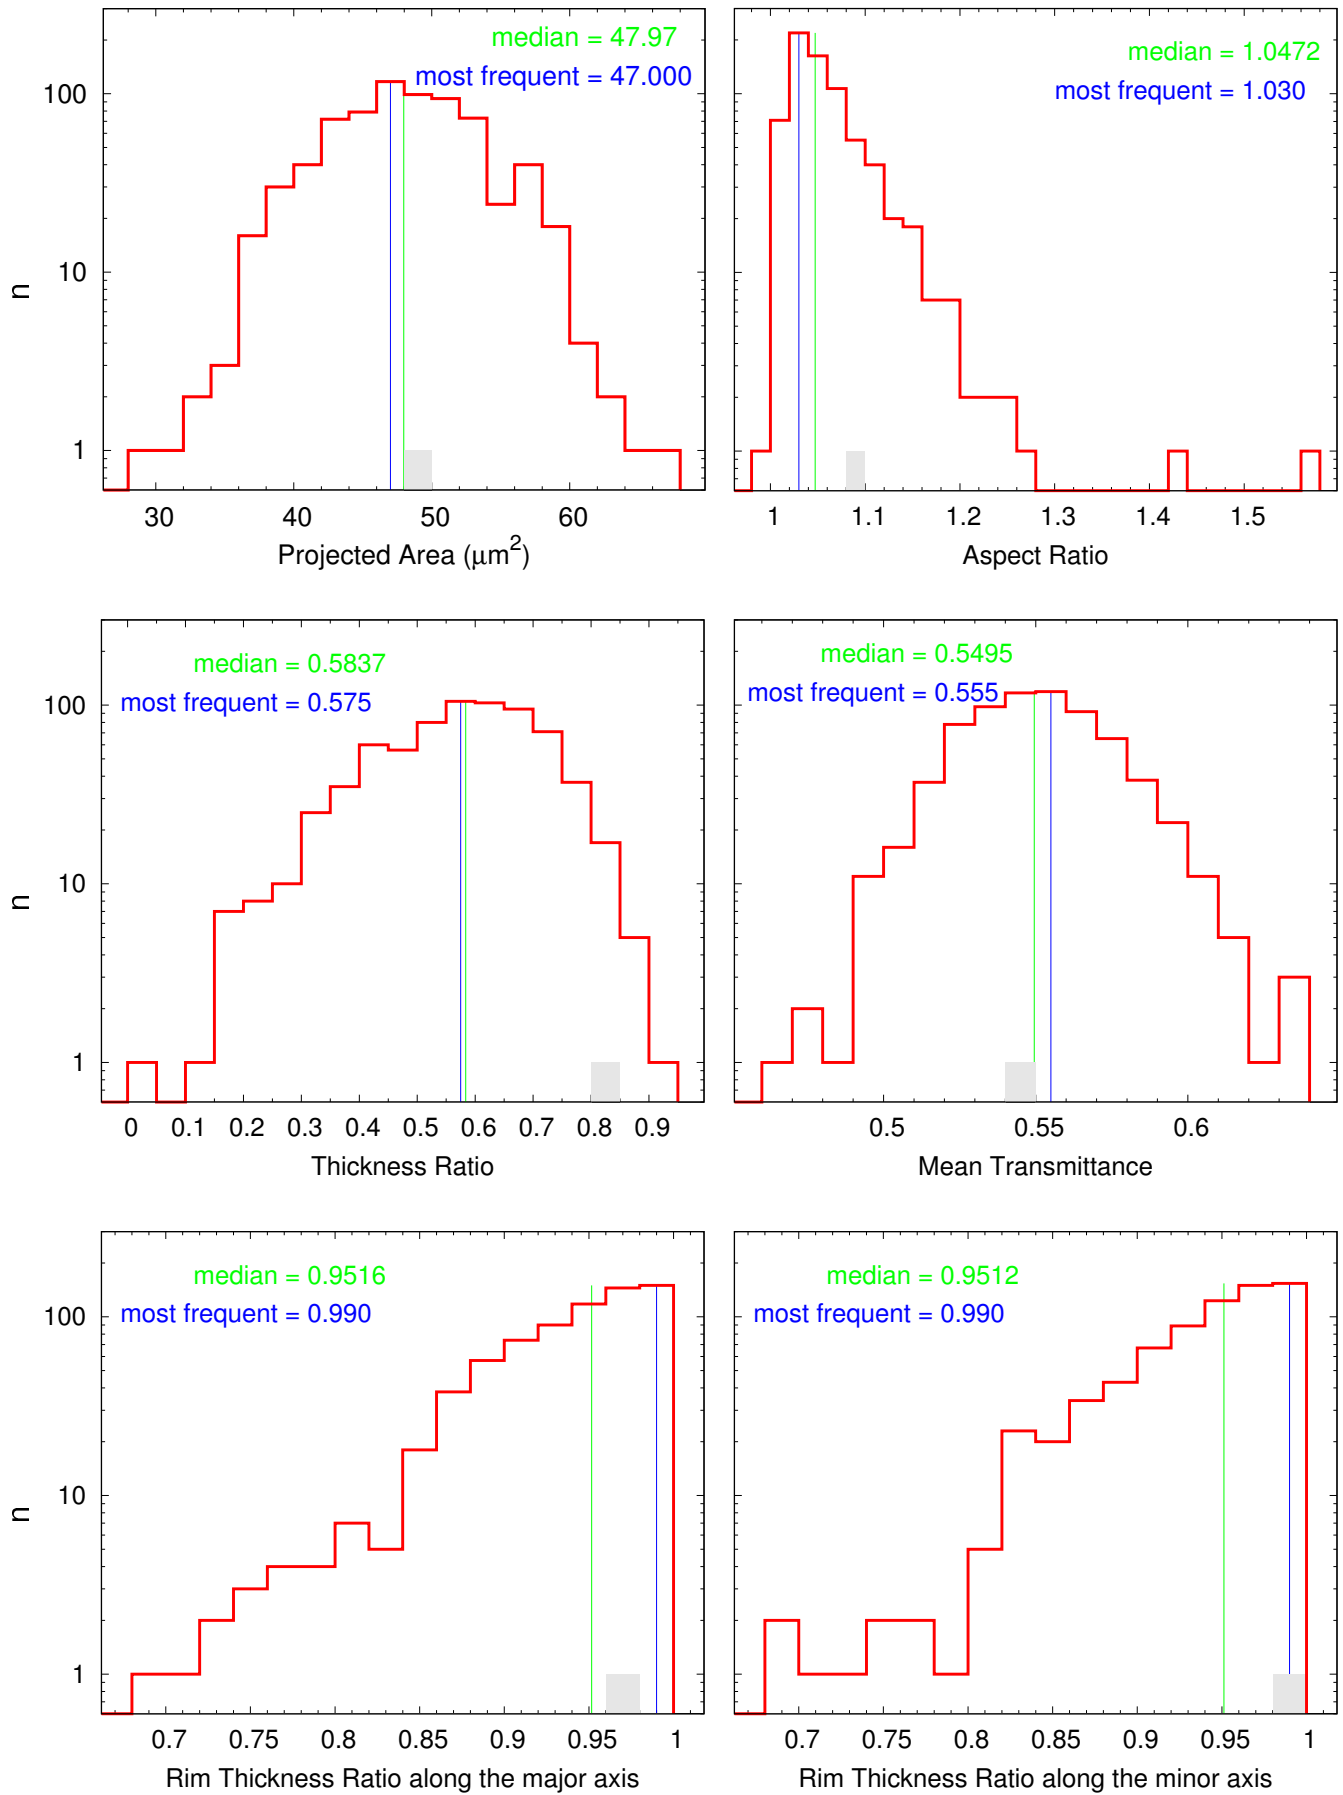 median = 47.97
most frequent = 47.000
100
10
1
n
30 40 50 60
Projected Area (μm²)
median = 1.0472
most frequent = 1.030
1 1.1 1.2 1.3 1.4 1.5
Aspect Ratio
median = 0.5837
most frequent = 0.575
100
10
1
n
0 0.1 0.2 0.3 0.4 0.5 0.6 0.7 0.8 0.9
Thickness Ratio
median = 0.5495
most frequent = 0.555
0.5 0.55 0.6
Mean Transmittance
median = 0.9516
most frequent = 0.990
100
10
1
n
0.7 0.75 0.8 0.85 0.9 0.95 1
Rim Thickness Ratio along the major axis
median = 0.9512
most frequent = 0.990
0.7 0.75 0.8 0.85 0.9 0.95 1
Rim Thickness Ratio along the minor axis